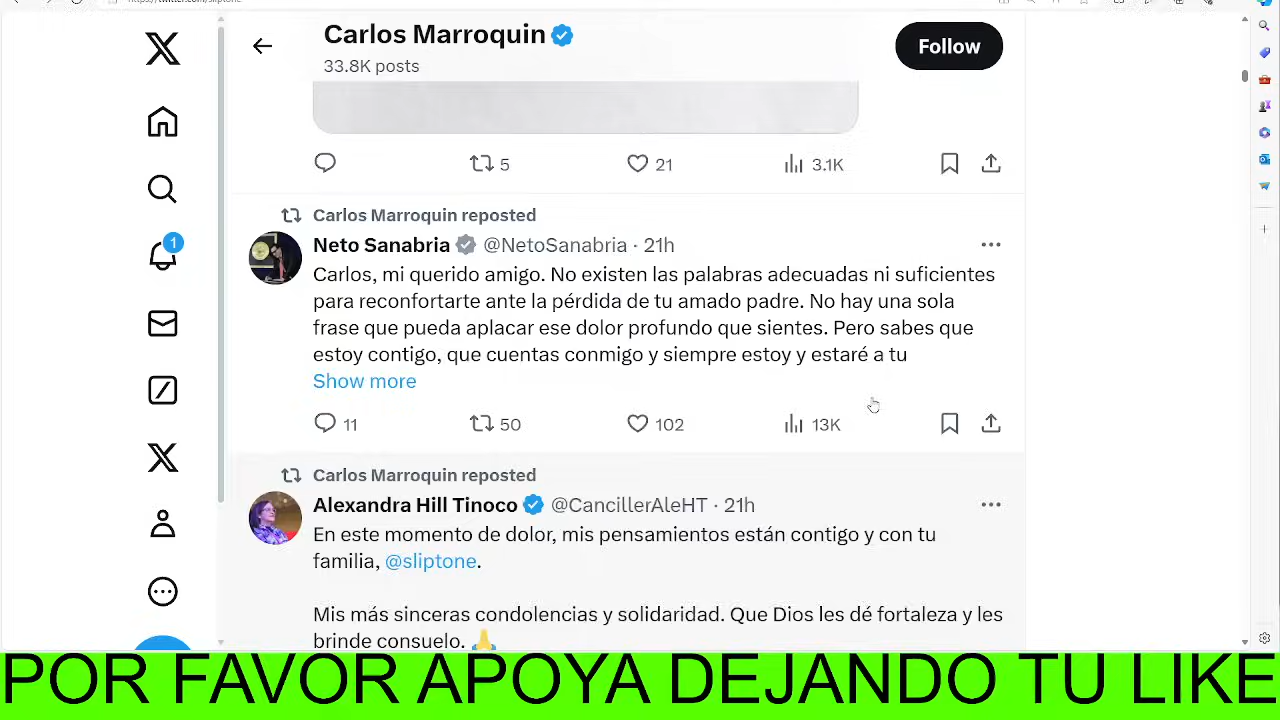 https://twitter.com/sliptone
Carlos Marroquin
33.8K posts
Follow
5
21
3.1K
Carlos Marroquin reposted
Neto Sanabria @NetoSanabria · 21h
Carlos, mi querido amigo. No existen las palabras adecuadas ni suficientes
para reconfortarte ante la pérdida de tu amado padre. No hay una sola
frase que pueda aplacar ese dolor profundo que sientes. Pero sabes que
estoy contigo, que cuentas conmigo y siempre estoy y estaré a tu
Show more
11
50
102
13K
1
Carlos Marroquin reposted
Alexandra Hill Tinoco @CancillerAleHT · 21h
En este momento de dolor, mis pensamientos están contigo y con tu
familia, @sliptone.
Mis más sinceras condolencias y solidaridad. Que Dios les dé fortaleza y les
brinde consuelo. 🙏
POR FAVOR APOYA DEJANDO TU LIKE